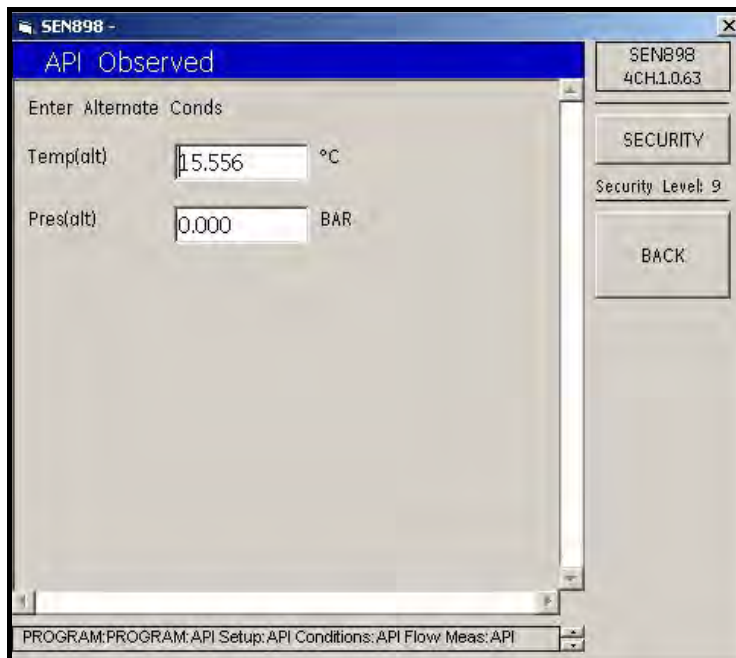 SEN898 -
API Observed
Enter Alternate Conds
Temp(alt) 15.556 °C
Pres(alt) 0.000 BAR
SEN898
4CH.1.0.63
SECURITY
Security Level: 9
BACK
PROGRAM:PROGRAM:API Setup:API Conditions:API Flow Meas:API